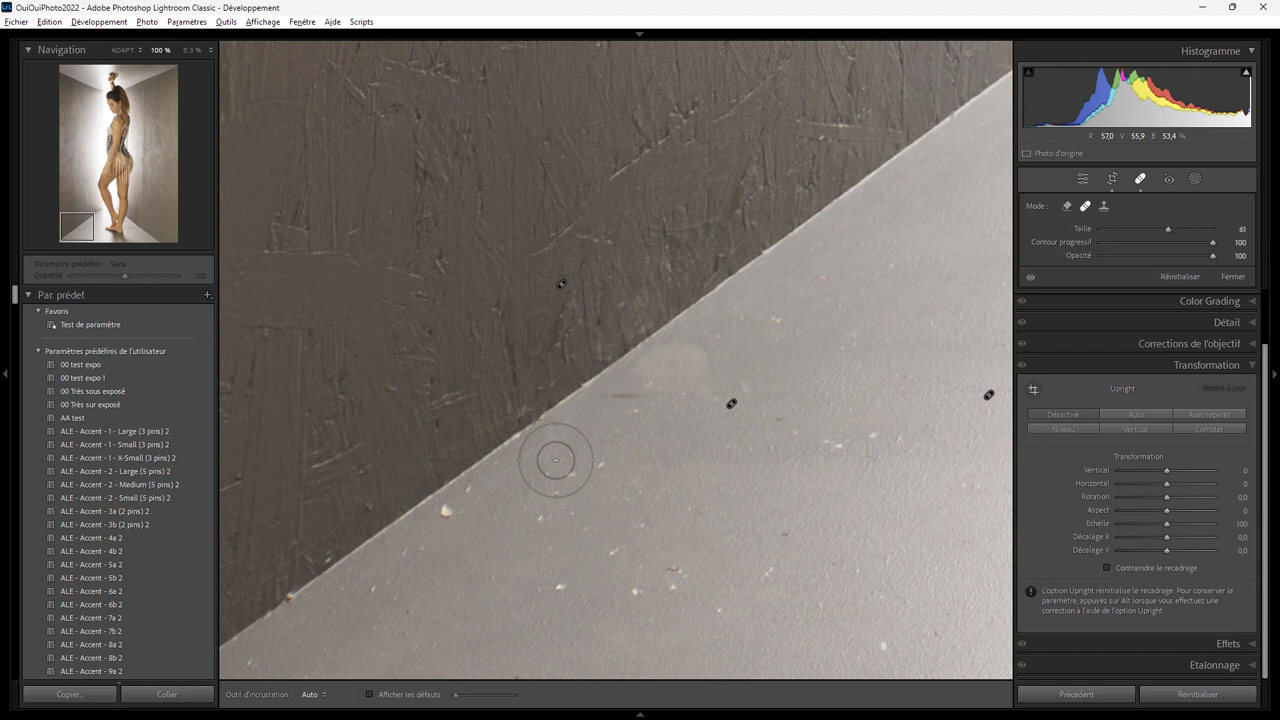 OuiOuiPhoto2022 - Adobe Photoshop Lightroom Classic - Développement
Fichier Edition Développement Photo Paramètres Outils Affichage Fenêtre Aide Scripts
Navigation ADAPT. 100 % 8,3 %
Paramètre prédéfini : Sans
Quantité 100
Par. prédéf.
Favoris
Test de paramètre
Paramètres prédéfinis de l'utilisateur
00 test expo
00 test expo 1
00 Très sous exposé
00 Très sur exposé
AA test
ALE - Accent - 1 - Large (3 pins) 2
ALE - Accent - 1 - Small (3 pins) 2
ALE - Accent - 1 - X-Small (3 pins) 2
ALE - Accent - 2 - Large (5 pins) 2
ALE - Accent - 2 - Medium (5 pins) 2
ALE - Accent - 2 - Small (5 pins) 2
ALE - Accent - 3a (2 pins) 2
ALE - Accent - 3b (2 pins) 2
ALE - Accent - 4a 2
ALE - Accent - 4b 2
ALE - Accent - 5a 2
ALE - Accent - 5b 2
ALE - Accent - 6a 2
ALE - Accent - 6b 2
ALE - Accent - 7a 2
ALE - Accent - 7b 2
ALE - Accent - 8a 2
ALE - Accent - 8b 2
ALE - Accent - 9a 2
Copier... Coller
Outil d'incrustation : Auto Afficher les défauts
Histogramme
R 57,0 V 55,9 B 53,4 %
Photo d'origine
Mode :
Taille 61
Contour progressif 100
Opacité 100
Réinitialiser Fermer
Color Grading
Détail
Corrections de l'objectif
Transformation
Upright Mettre à jour
Désactivé Auto Avec repères
Niveau Vertical Complet
Transformation
Vertical 0
Horizontal 0
Rotation 0,0
Aspect 0
Echelle 100
Décalage X 0,0
Décalage Y 0,0
Contraindre le recadrage
L'option Upright réinitialise le recadrage. Pour conserver le
paramètre, appuyez sur Alt lorsque vous effectuez une
correction à l'aide de l'option Upright.
Effets
Etalonnage
Précédent Réinitialiser